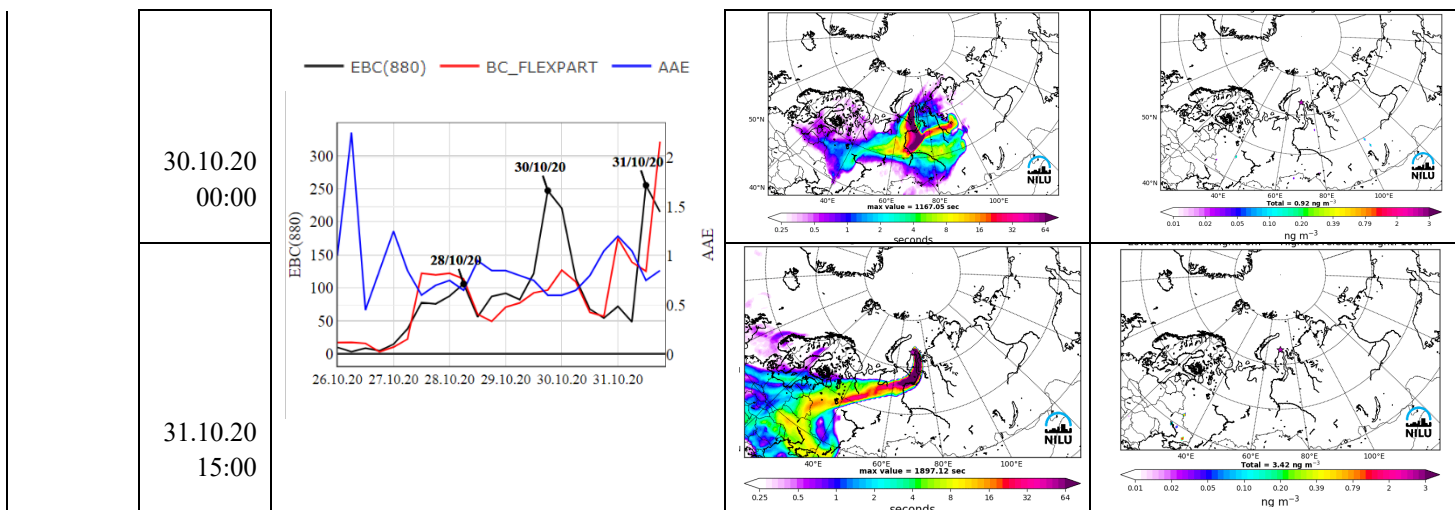 30.10.20
00:00
EBC(880) BC_FLEXPART AAE
300
250
200
150
100
50
0
2
1.5
1
0.5
0
EBC(880)
AAE
28/10/20
30/10/20
31/10/20
26.10.20 27.10.20 28.10.20 29.10.20 30.10.20 31.10.20
50°N
40°N
40°E 60°E 80°E 100°E
NILU
max value = 1167.05 sec
0.25 0.5 1 2 4 8 16 32 64
seconds
50°N
40°N
40°E 60°E 80°E 100°E
NILU
Total = 0.92 ng m⁻³
0.01 0.02 0.05 0.10 0.20 0.39 0.79 2 3
ng m⁻³
31.10.20
15:00
40°E 60°E 80°E 100°E
NILU
max value = 1897.12 sec
0.25 0.5 1 2 4 8 16 32 64
seconds
40°E 60°E 80°E 100°E
NILU
Total = 3.42 ng m⁻³
0.01 0.02 0.05 0.10 0.20 0.39 0.79 2 3
ng m⁻³